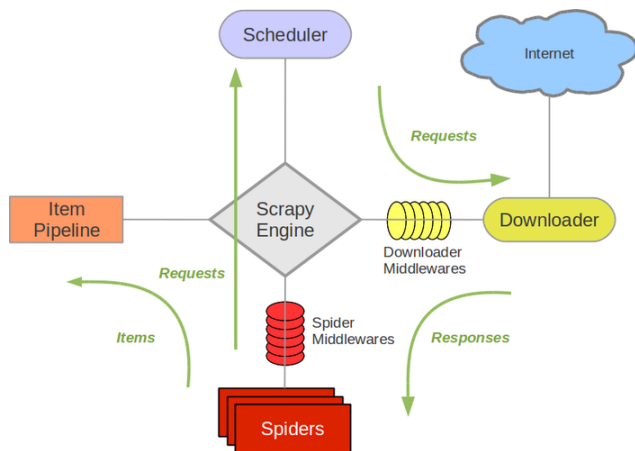 Scheduler
Internet
Requests
Item
Pipeline
Scrapy
Engine
Downloader
Downloader
Middlewares
Requests
Items
Spider
Middlewares
Responses
Spiders